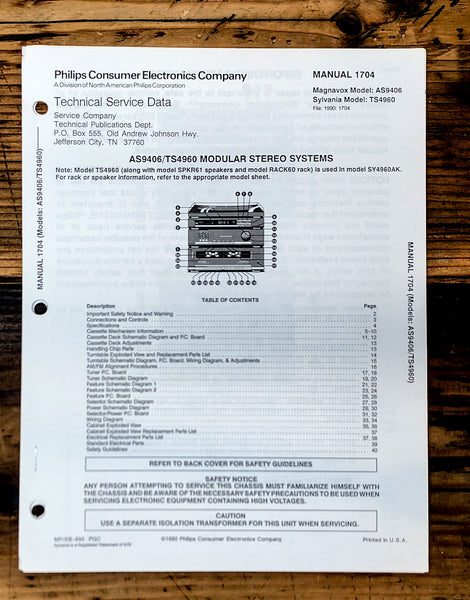 Philips Consumer Electronics Company
A Division of North American Philips Corporation
MANUAL 1704
Magnavox Model: AS9406
Sylvania Model: TS4960
File: 1990: 1704
Technical Service Data
Service Company
Technical Publications Dept.
P.O. Box 555, Old Andrew Johnson Hwy.
Jefferson City, TN 37760
AS9406/TS4960 MODULAR STEREO SYSTEMS
Note: Model TS4960 (along with model SPKR61 speakers and model RACK60 rack) is used in model SY4960AK.
For rack or speaker information, refer to the appropriate model sheet.
TABLE OF CONTENTS
Description Page
Important Safety Notice and Warning 2
Connections and Controls 3
Specifications 4
Cassette Mechanism Information 5-10
Cassette Deck Schematic Diagram and P.C. Board 11, 12
Cassette Deck Adjustments 13
Handling Chip Parts 13
Turntable Exploded View and Replacement Parts List 14
Turntable Schematic Diagram, P.C. Board, Wiring Diagram, & Adjustments 15
AM/FM Alignment Procedures 16
Tuner P.C. Board 17, 18
Tuner Schematic Diagram 19, 20
Feature Schematic Diagram 1 21, 22
Feature Schematic Diagram 2 23, 24
Feature P.C. Board 25, 26
Selector Schematic Diagram 27, 28
Power Schematic Diagram 29, 30
Selector/Power P.C. Board 31, 32
Wiring Diagram 33, 34
Cabinet Exploded View 35, 36
Cabinet Exploded View Replacement Parts List 37
Electrical Replacement Parts List 37, 38
Standard Electrical Parts 39
Safety Guidelines 40
REFER TO BACK COVER FOR SAFETY GUIDELINES
SAFETY NOTICE
ANY PERSON ATTEMPTING TO SERVICE THIS CHASSIS MUST FAMILIARIZE HIMSELF WITH
THE CHASSIS AND BE AWARE OF THE NECESSARY SAFETY PRECAUTIONS TO BE USED WHEN
SERVICING ELECTRONIC EQUIPMENT CONTAINING HIGH VOLTAGES.
CAUTION
USE A SEPARATE ISOLATION TRANSFORMER FOR THIS UNIT WHEN SERVICING.
©1990 Philips Consumer Electronics Company
Printed in U.S.A.
MANUAL 1704 (Models: AS9406/TS4960)
MANUAL 1704 (Models: AS9406/TS4960)